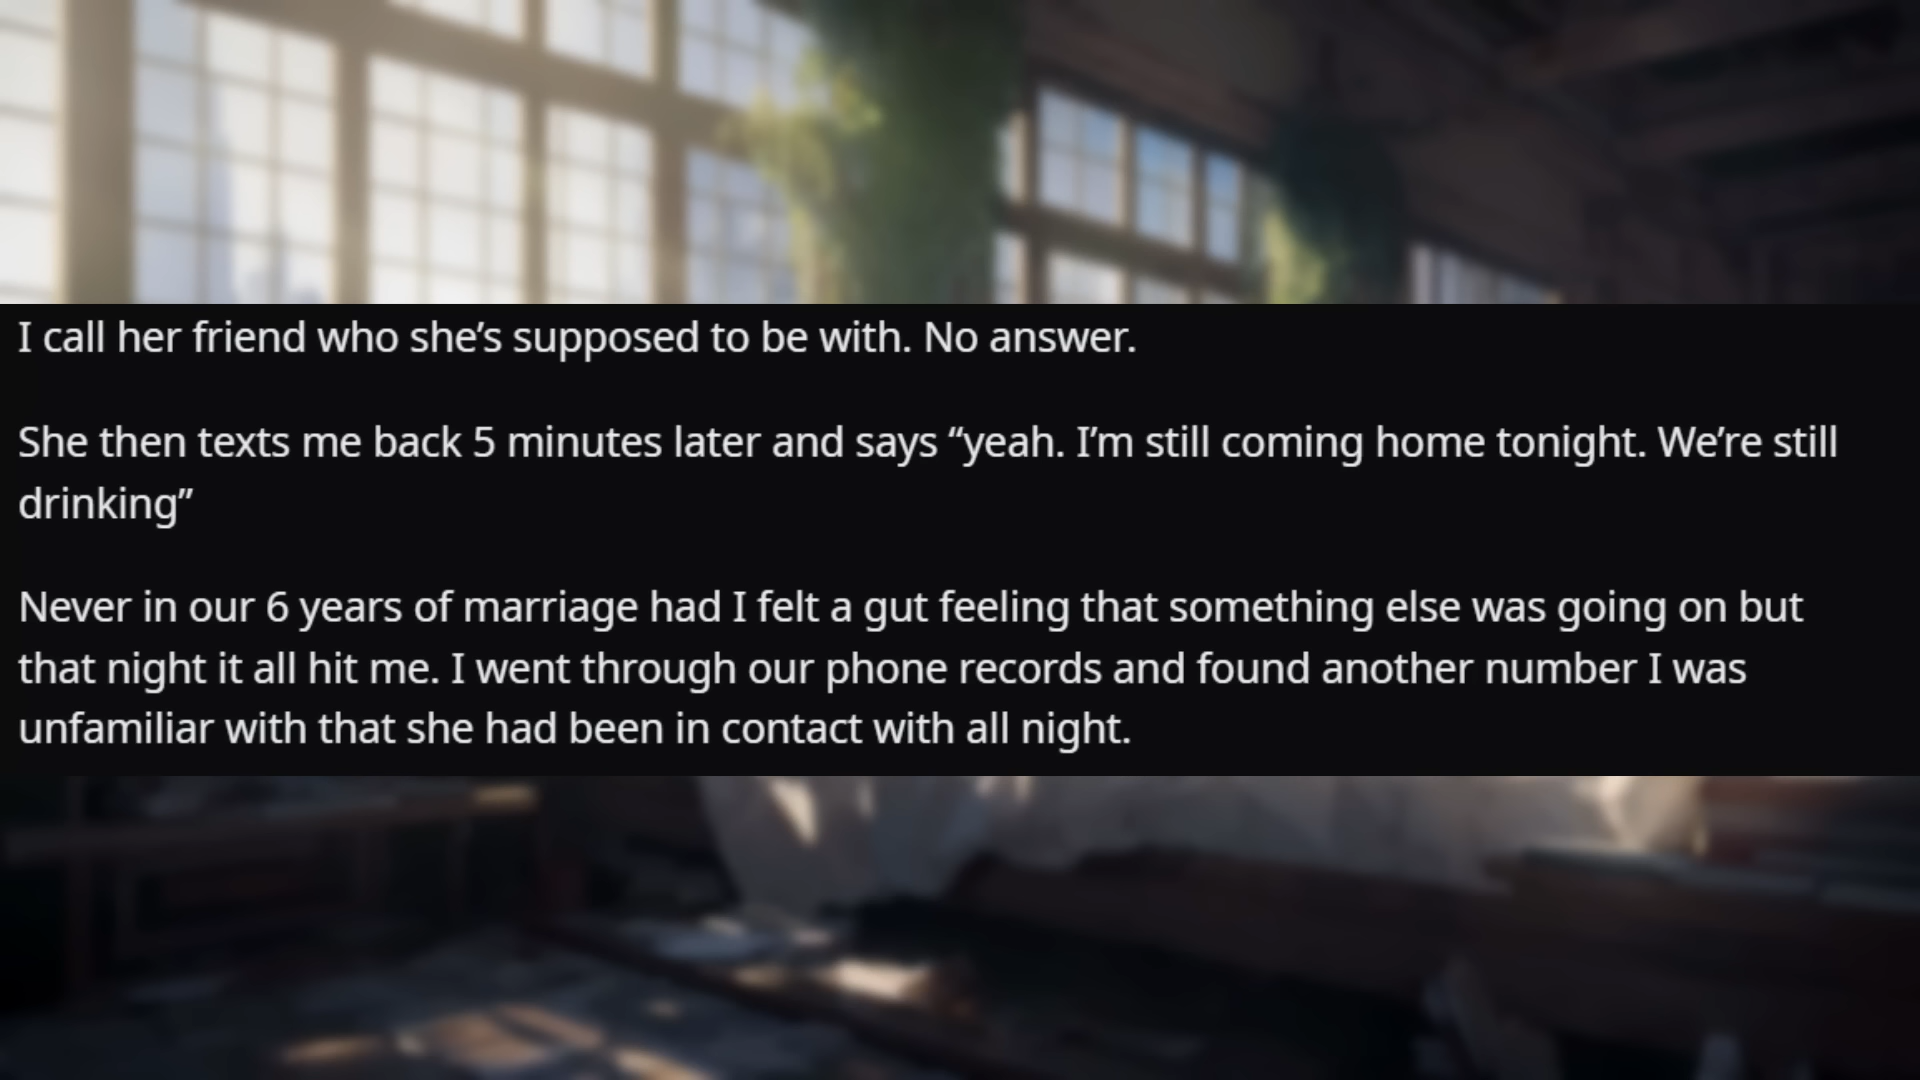 I call her friend who she’s supposed to be with. No answer.
She then texts me back 5 minutes later and says “yeah. I’m still coming home tonight. We’re still
drinking”
Never in our 6 years of marriage had I felt a gut feeling that something else was going on but
that night it all hit me. I went through our phone records and found another number I was
unfamiliar with that she had been in contact with all night.